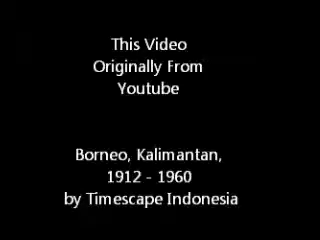 This Video
Originally From
Youtube
Borneo, Kalimantan,
1912 - 1960
by Timescape Indonesia